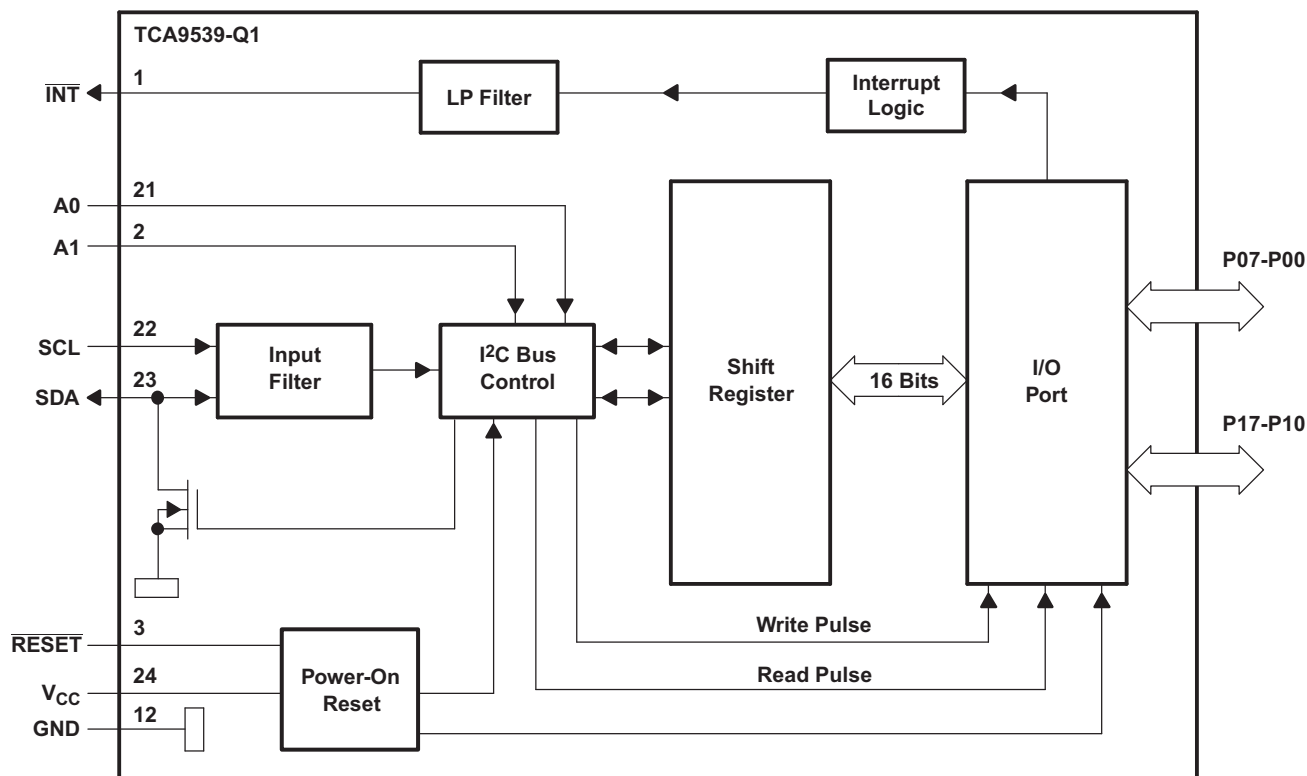 TCA9539-Q1
INT
1
LP Filter
Interrupt
Logic
A0
21
A1
2
SCL
22
SDA
23
Input
Filter
I²C Bus
Control
Shift
Register
16 Bits
I/O
Port
P07-P00
P17-P10
Write Pulse
Read Pulse
RESET
3
VCC
24
GND
12
Power-On
Reset